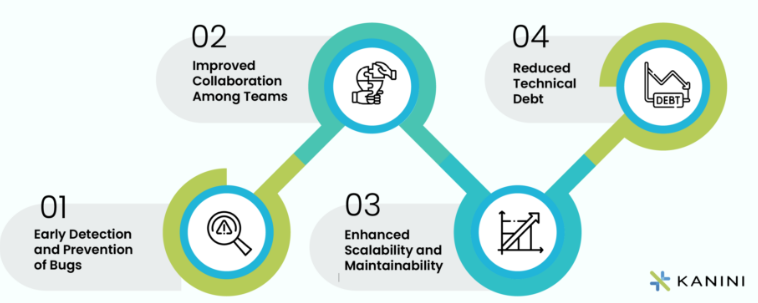 01
Early Detection
and Prevention
of Bugs
02
Improved
Collaboration
Among Teams
03
Enhanced
Scalability and
Maintainability
04
Reduced
Technical
Debt
DEBT
KANINI